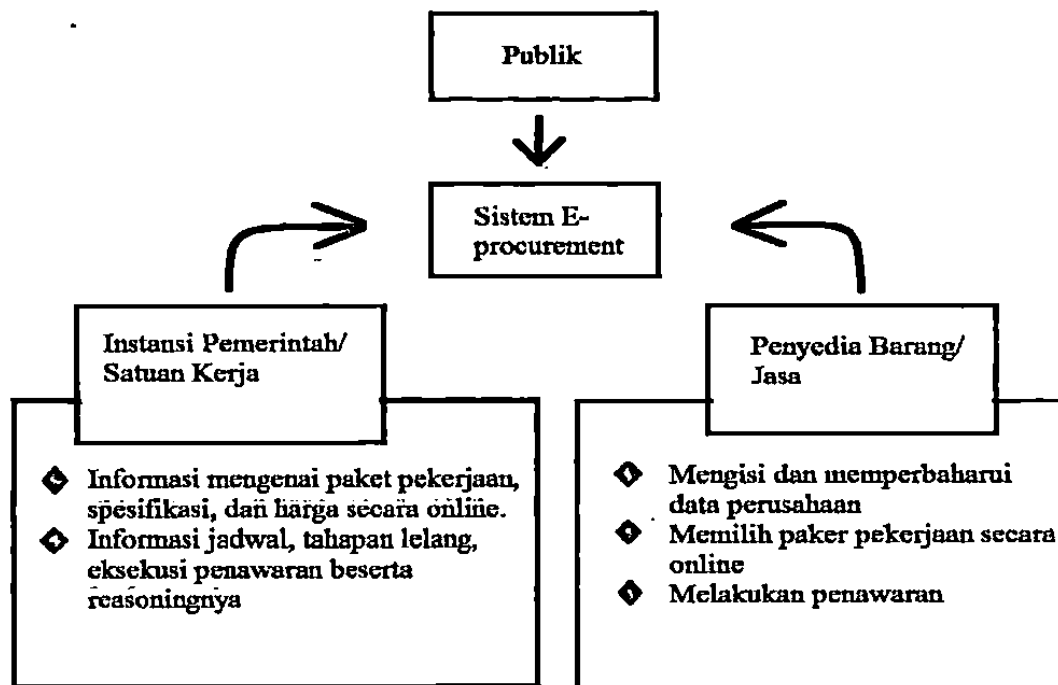 Publik
Sistem E-
procurement
Instansi Pemerintah/
Satuan Kerja
Informasi mengenai paket pekerjaan,
spesifikasi, dan harga secara online.
Informasi jadwal, tahapan lelang,
eksekusi penawaran beserta
reasoningnya
Penyedia Barang/
Jasa
Mengisi dan memperbaharui
data perusahaan
Memilih paker pekerjaan secara
online
Melakukan penawaran